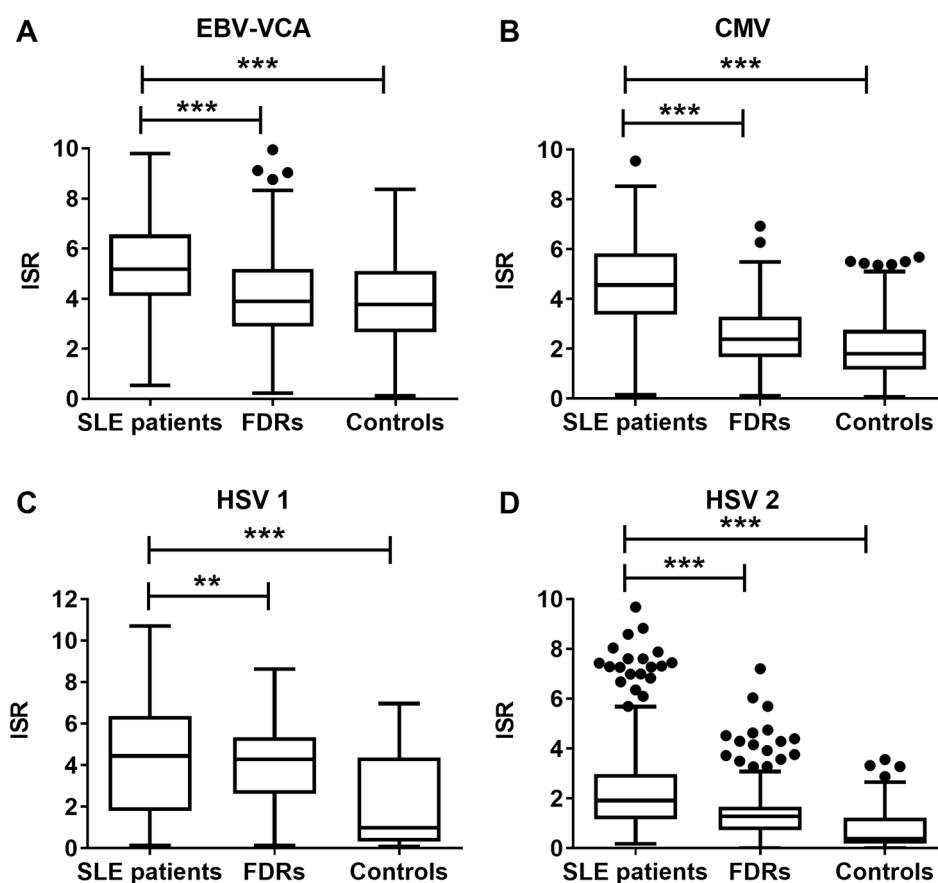 A
EBV-VCA
***
***
10
8
6
4
2
0
ISR
SLE patients FDRs Controls
B
CMV
***
***
10
8
6
4
2
0
ISR
SLE patients FDRs Controls
C
HSV 1
***
**
12
10
8
6
4
2
0
ISR
SLE patients FDRs Controls
D
HSV 2
***
***
10
8
6
4
2
0
ISR
SLE patients FDRs Controls